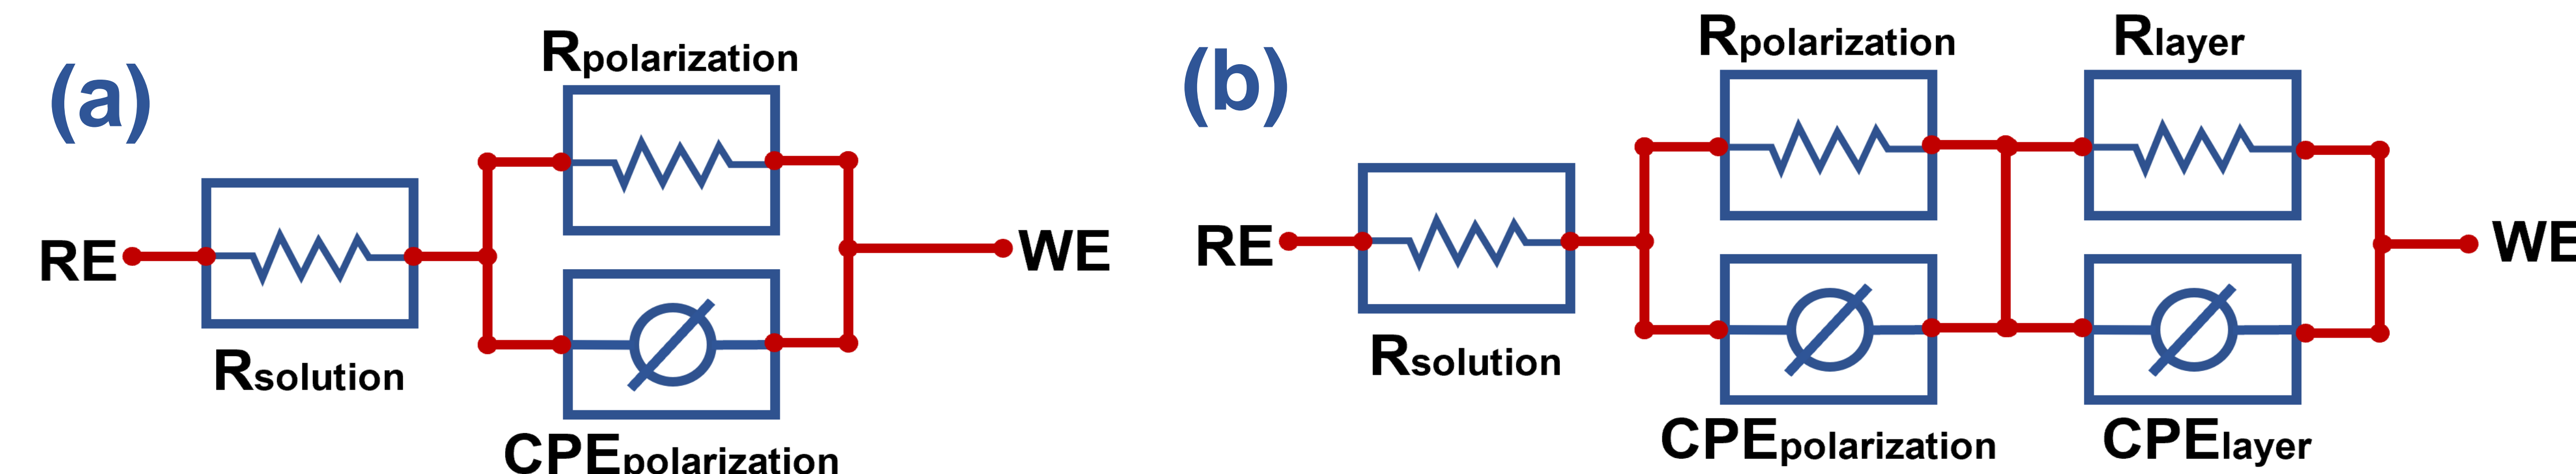 (a)
Rpolarization
RE
WE
Rsolution
CPEpolarization
(b)
Rpolarization
Rlayer
RE
WE
Rsolution
CPEpolarization
CPElayer